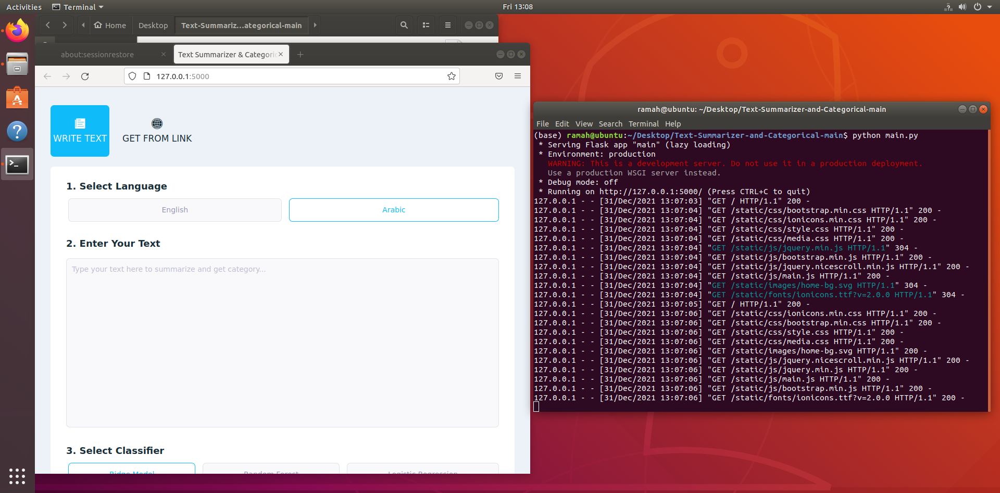 Activities
Terminal
Fri 13:08
Home
Desktop
Text-Summariz...ategorical-main
about:sessionrestore
Text Summarizer & Categori
127.0.0.1:5000
WRITE TEXT
GET FROM LINK
1. Select Language
English
Arabic
2. Enter Your Text
Type your text here to summarize and get category...
3. Select Classifier
Ridge Model
Random Forest
Logistic Regression
ramah@ubuntu: ~/Desktop/Text-Summarizer-and-Categorical-main
File Edit View Search Terminal Help
(base) ramah@ubuntu:~/Desktop/Text-Summarizer-and-Categorical-main$ python main.py
* Serving Flask app "main" (lazy loading)
* Environment: production
WARNING: This is a development server. Do not use it in a production deployment.
Use a production WSGI server instead.
* Debug mode: off
* Running on http://127.0.0.1:5000/ (Press CTRL+C to quit)
127.0.0.1 - - [31/Dec/2021 13:07:03] "GET / HTTP/1.1" 200 -
127.0.0.1 - - [31/Dec/2021 13:07:04] "GET /static/css/bootstrap.min.css HTTP/1.1" 200 -
127.0.0.1 - - [31/Dec/2021 13:07:04] "GET /static/css/ionicons.min.css HTTP/1.1" 200 -
127.0.0.1 - - [31/Dec/2021 13:07:04] "GET /static/css/style.css HTTP/1.1" 200 -
127.0.0.1 - - [31/Dec/2021 13:07:04] "GET /static/css/media.css HTTP/1.1" 200 -
127.0.0.1 - - [31/Dec/2021 13:07:04] "GET /static/js/jquery.min.js HTTP/1.1" 304 -
127.0.0.1 - - [31/Dec/2021 13:07:04] "GET /static/js/bootstrap.min.js HTTP/1.1" 200 -
127.0.0.1 - - [31/Dec/2021 13:07:04] "GET /static/js/jquery.nicescroll.min.js HTTP/1.1" 200 -
127.0.0.1 - - [31/Dec/2021 13:07:04] "GET /static/js/main.js HTTP/1.1" 200 -
127.0.0.1 - - [31/Dec/2021 13:07:04] "GET /static/images/home-bg.svg HTTP/1.1" 304 -
127.0.0.1 - - [31/Dec/2021 13:07:04] "GET /static/fonts/ionicons.ttf?v=2.0.0 HTTP/1.1" 304 -
127.0.0.1 - - [31/Dec/2021 13:07:05] "GET / HTTP/1.1" 200 -
127.0.0.1 - - [31/Dec/2021 13:07:06] "GET /static/css/ionicons.min.css HTTP/1.1" 200 -
127.0.0.1 - - [31/Dec/2021 13:07:06] "GET /static/css/bootstrap.min.css HTTP/1.1" 200 -
127.0.0.1 - - [31/Dec/2021 13:07:06] "GET /static/css/style.css HTTP/1.1" 200 -
127.0.0.1 - - [31/Dec/2021 13:07:06] "GET /static/css/media.css HTTP/1.1" 200 -
127.0.0.1 - - [31/Dec/2021 13:07:06] "GET /static/images/home-bg.svg HTTP/1.1" 200 -
127.0.0.1 - - [31/Dec/2021 13:07:06] "GET /static/js/jquery.nicescroll.min.js HTTP/1.1" 200 -
127.0.0.1 - - [31/Dec/2021 13:07:06] "GET /static/js/jquery.min.js HTTP/1.1" 200 -
127.0.0.1 - - [31/Dec/2021 13:07:06] "GET /static/js/main.js HTTP/1.1" 200 -
127.0.0.1 - - [31/Dec/2021 13:07:06] "GET /static/js/bootstrap.min.js HTTP/1.1" 200 -
127.0.0.1 - - [31/Dec/2021 13:07:06] "GET /static/fonts/ionicons.ttf?v=2.0.0 HTTP/1.1" 200 -